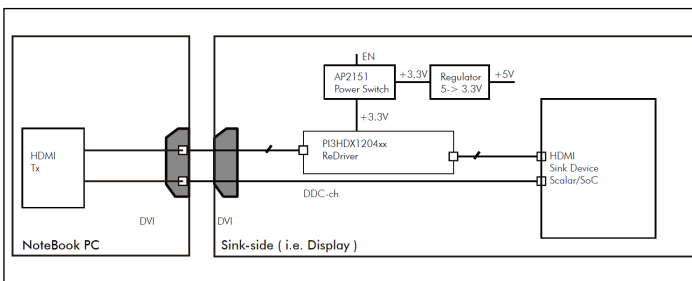 EN
AP2151
Power Switch
+3.3V
Regulator
5-> 3.3V
+5V
+3.3V
HDMI
Tx
PI3HDX1204xx
ReDriver
HDMI
Sink Device
Scalar/SoC
DDC-ch
DVI
DVI
NoteBook PC
Sink-side ( i.e. Display )